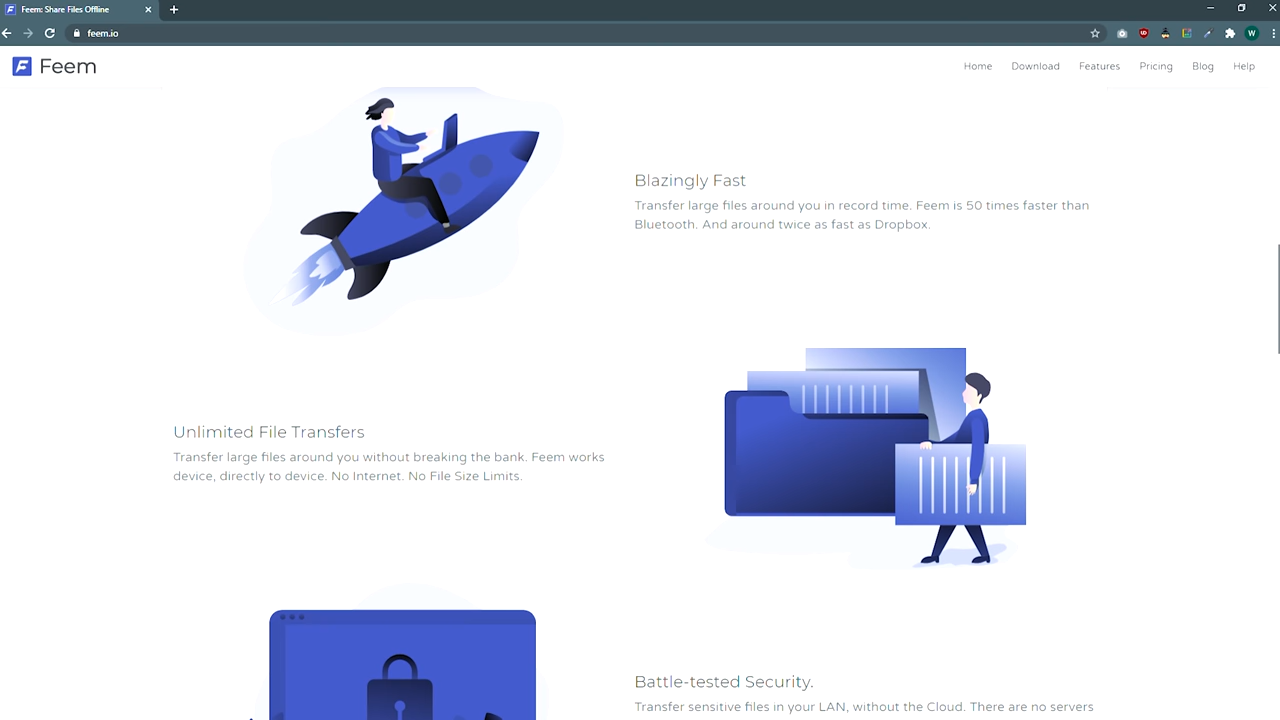 Feem: Share Files Offline
feem.io
W
Feem
Home Download Features Pricing Blog Help
Blazingly Fast
Transfer large files around you in record time. Feem is 50 times faster than
Bluetooth. And around twice as fast as Dropbox.
Unlimited File Transfers
Transfer large files around you without breaking the bank. Feem works
device, directly to device. No Internet. No File Size Limits.
Battle-tested Security.
Transfer sensitive files in your LAN, without the Cloud. There are no servers